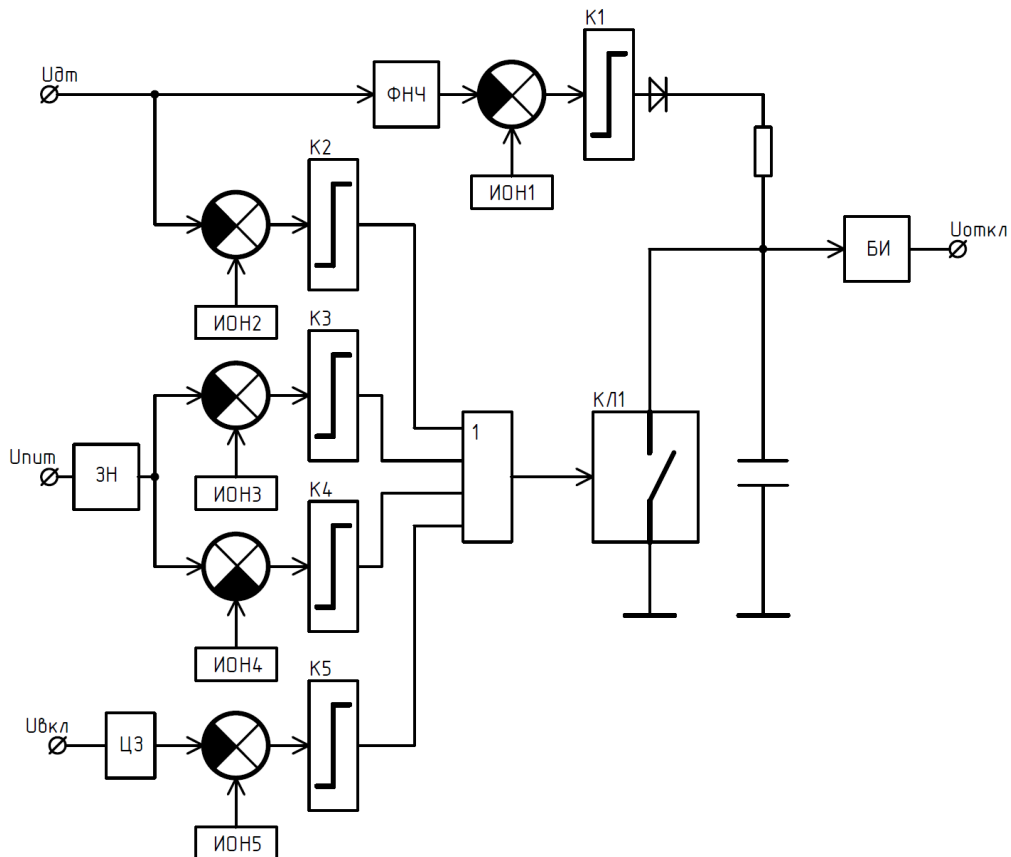 К1
Uдт
ФНЧ
К2
ИОН1
Uоткл
БИ
ИОН2
К3
КЛ1
1
Uпит
ЗН
ИОН3
К4
ИОН4
К5
Uвкл
ЦЗ
ИОН5